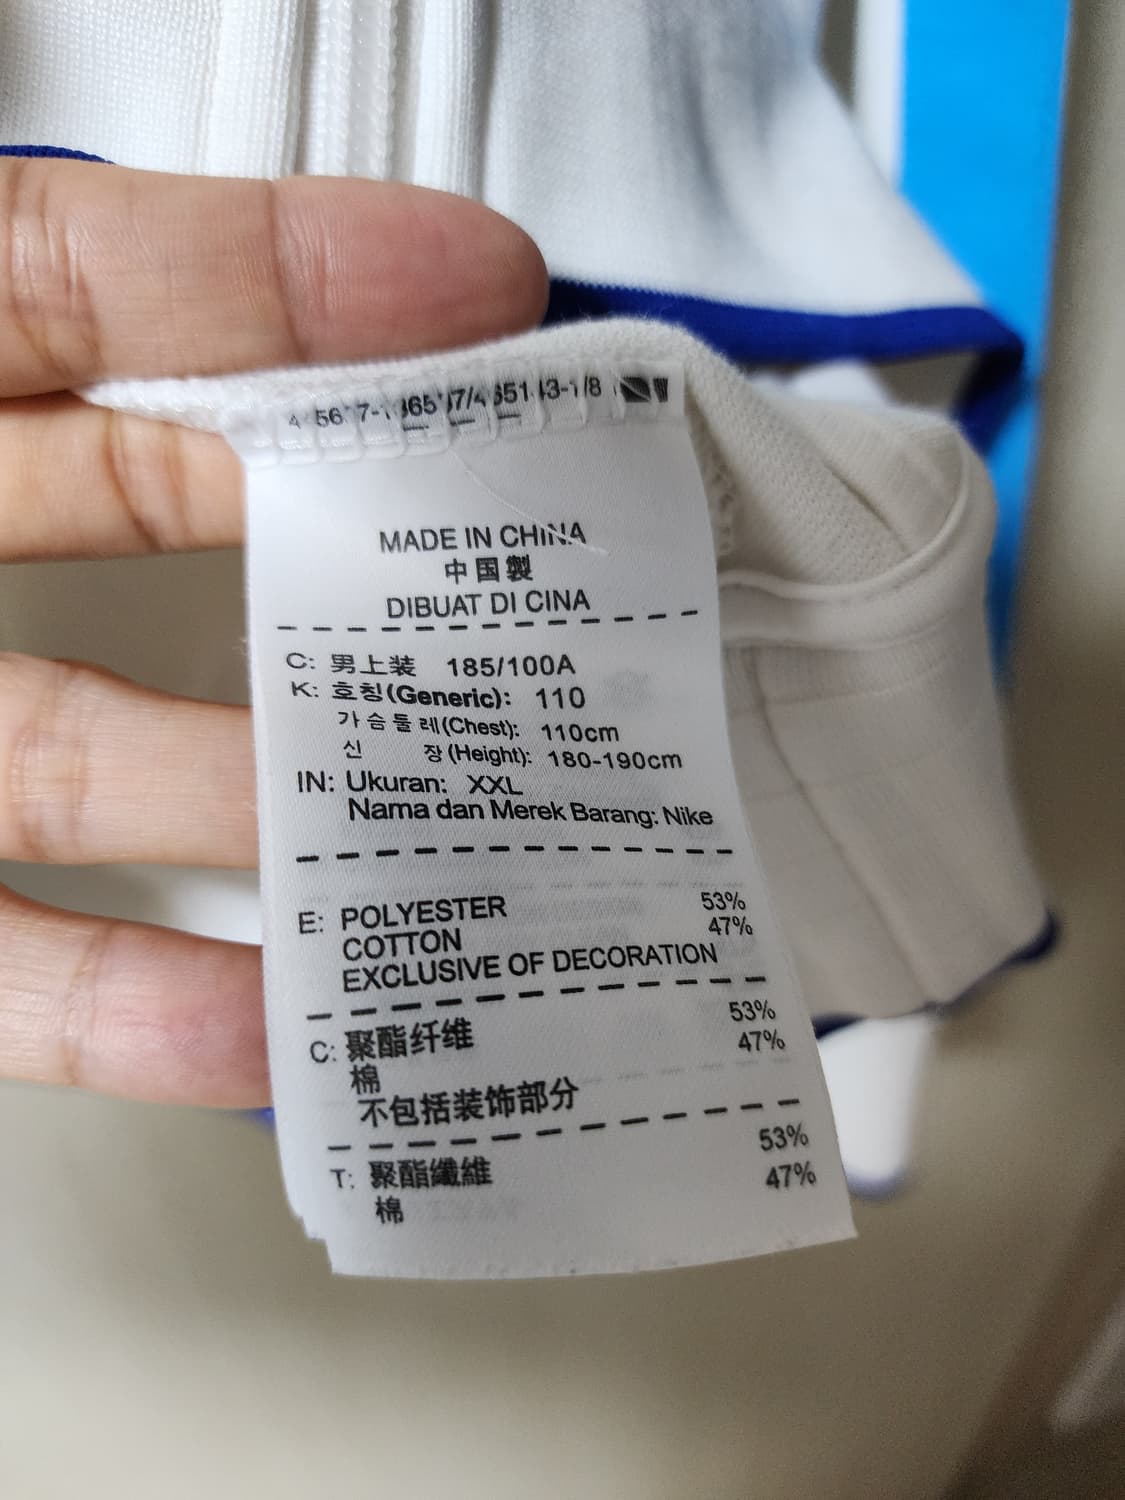 MADE IN CHINA
中国製
DIBUAT DI CINA
C: 男上装 185/100A
K: 호칭(Generic): 110
가슴둘레(Chest): 110cm
신 장(Height): 180-190cm
IN: Ukuran: XXL
Nama dan Merek Barang: Nike
E: POLYESTER 53%
COTTON 47%
EXCLUSIVE OF DECORATION
C: 聚酯纤维 53%
棉 47%
不包括装饰部分
T: 聚酯纖維 53%
棉 47%